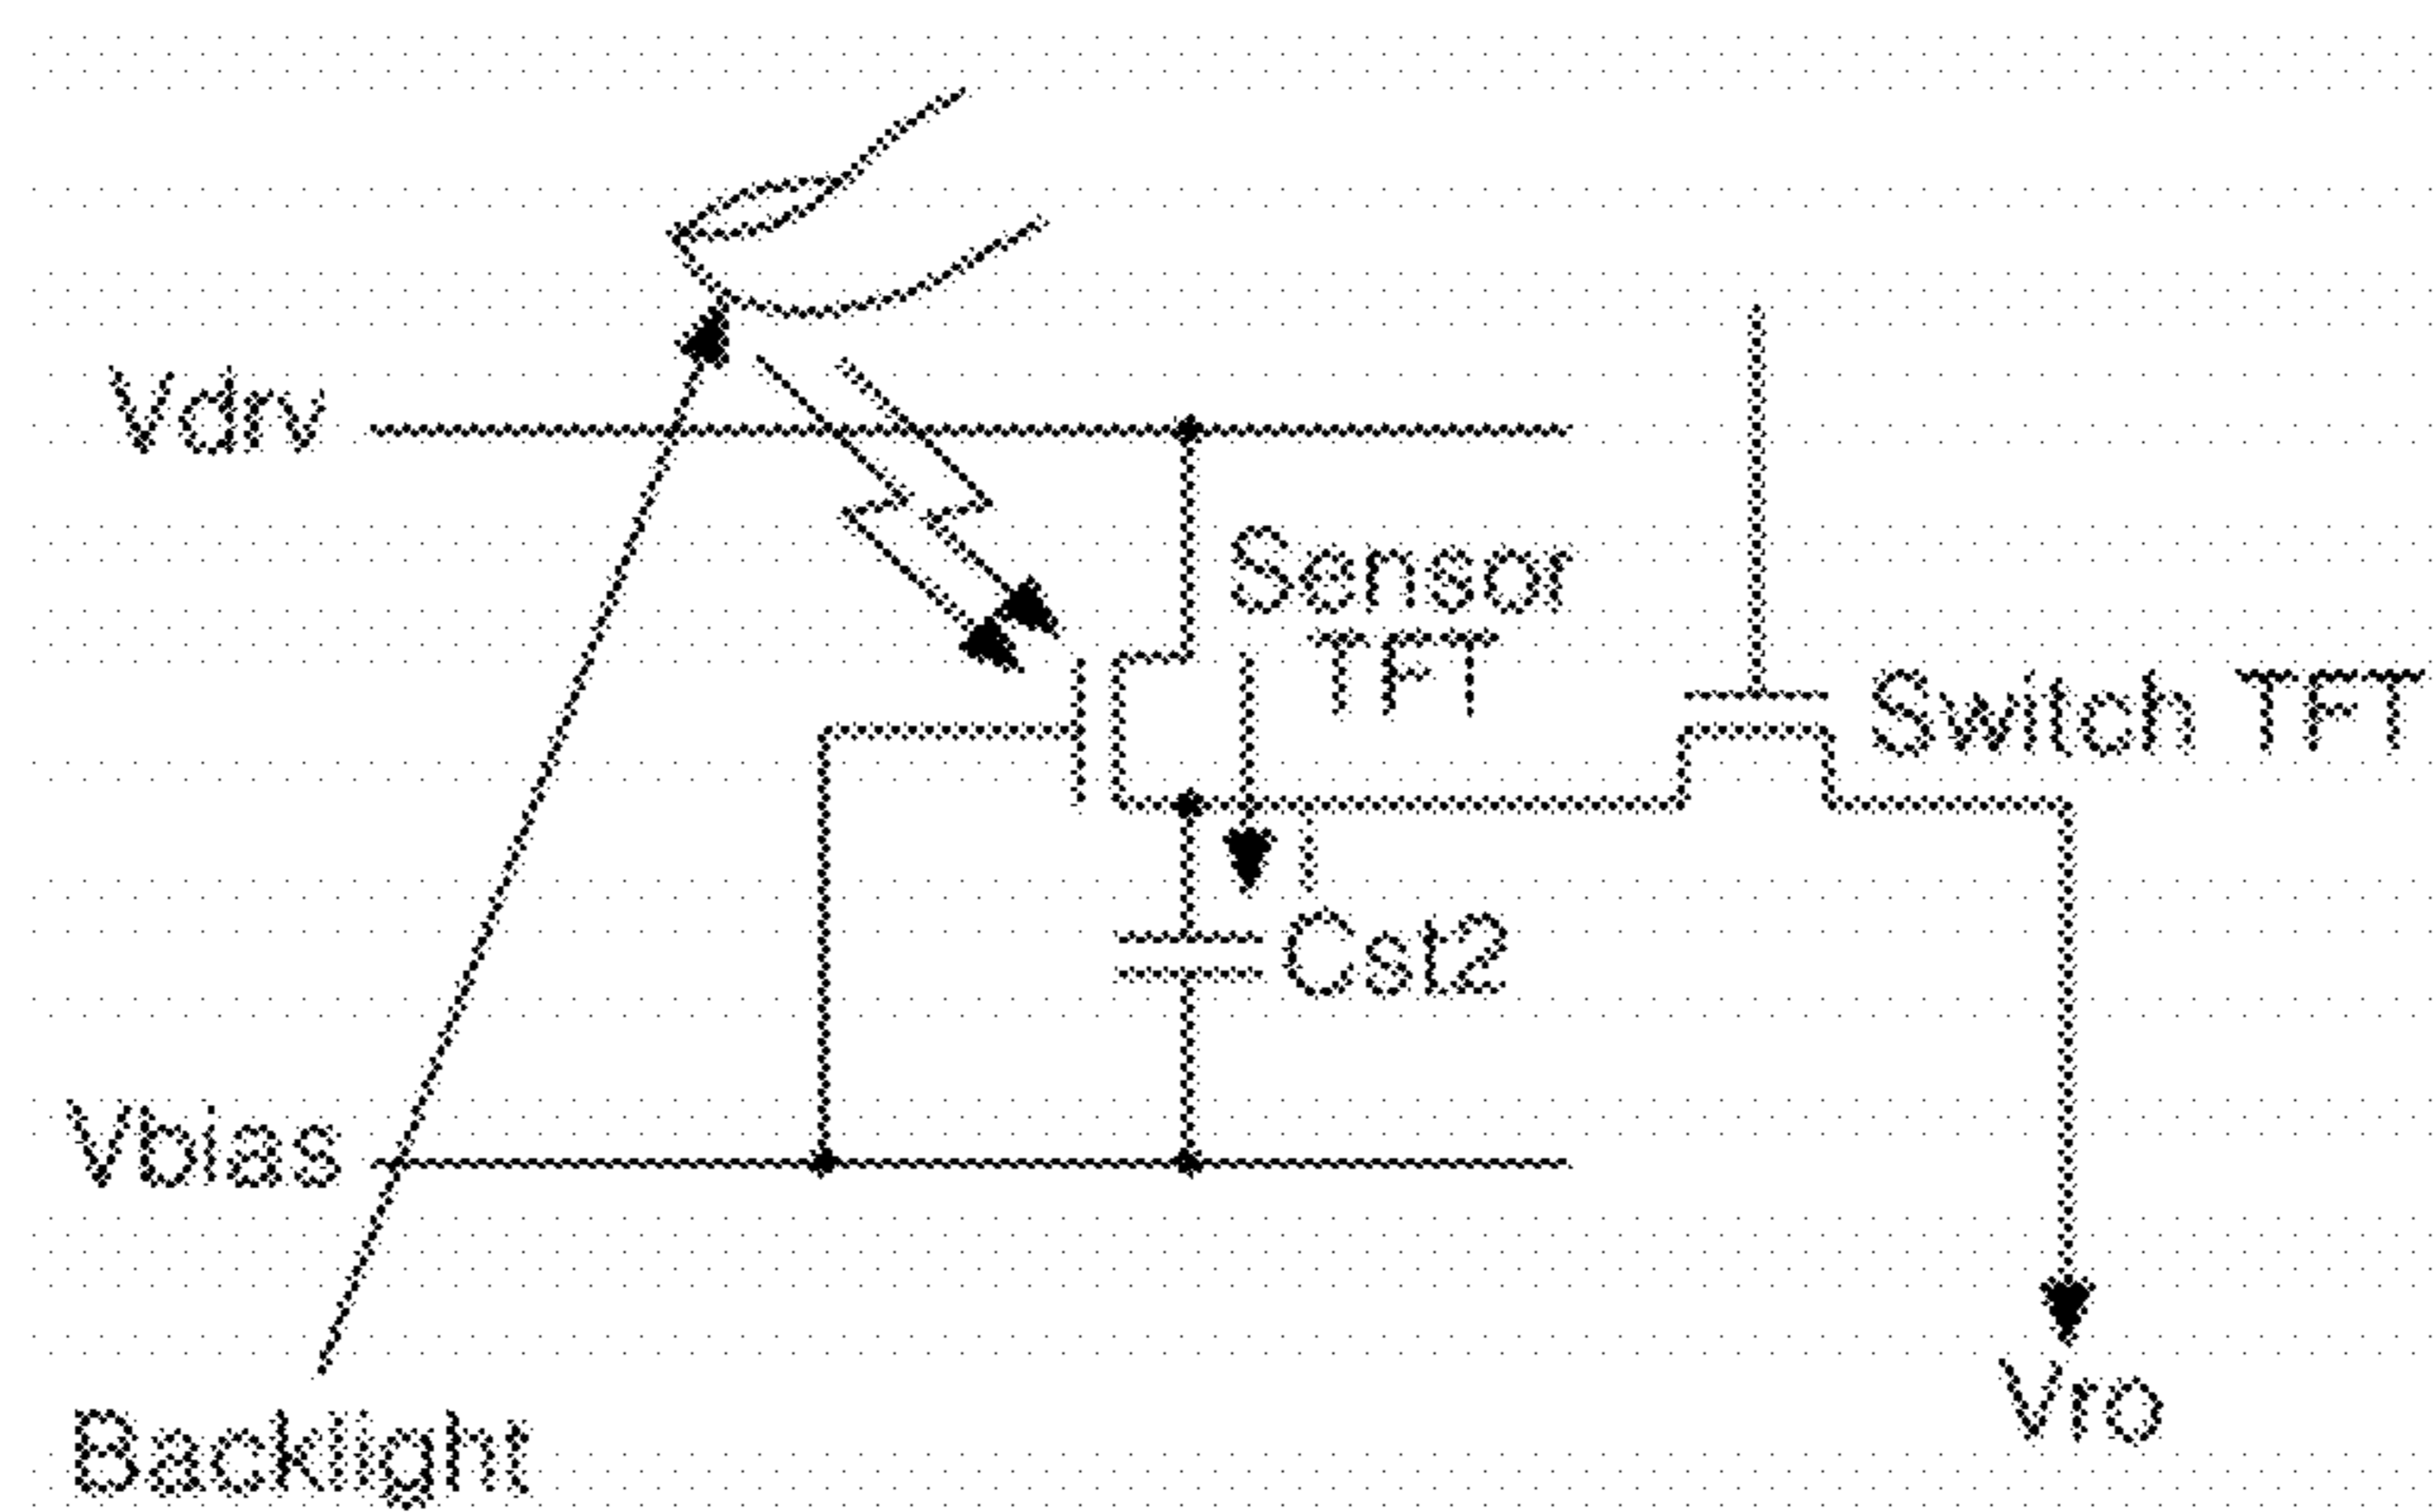 Vdrv
Sensor
TFT
Switch TFT
Cst2
Vbias
Vro
Backlight